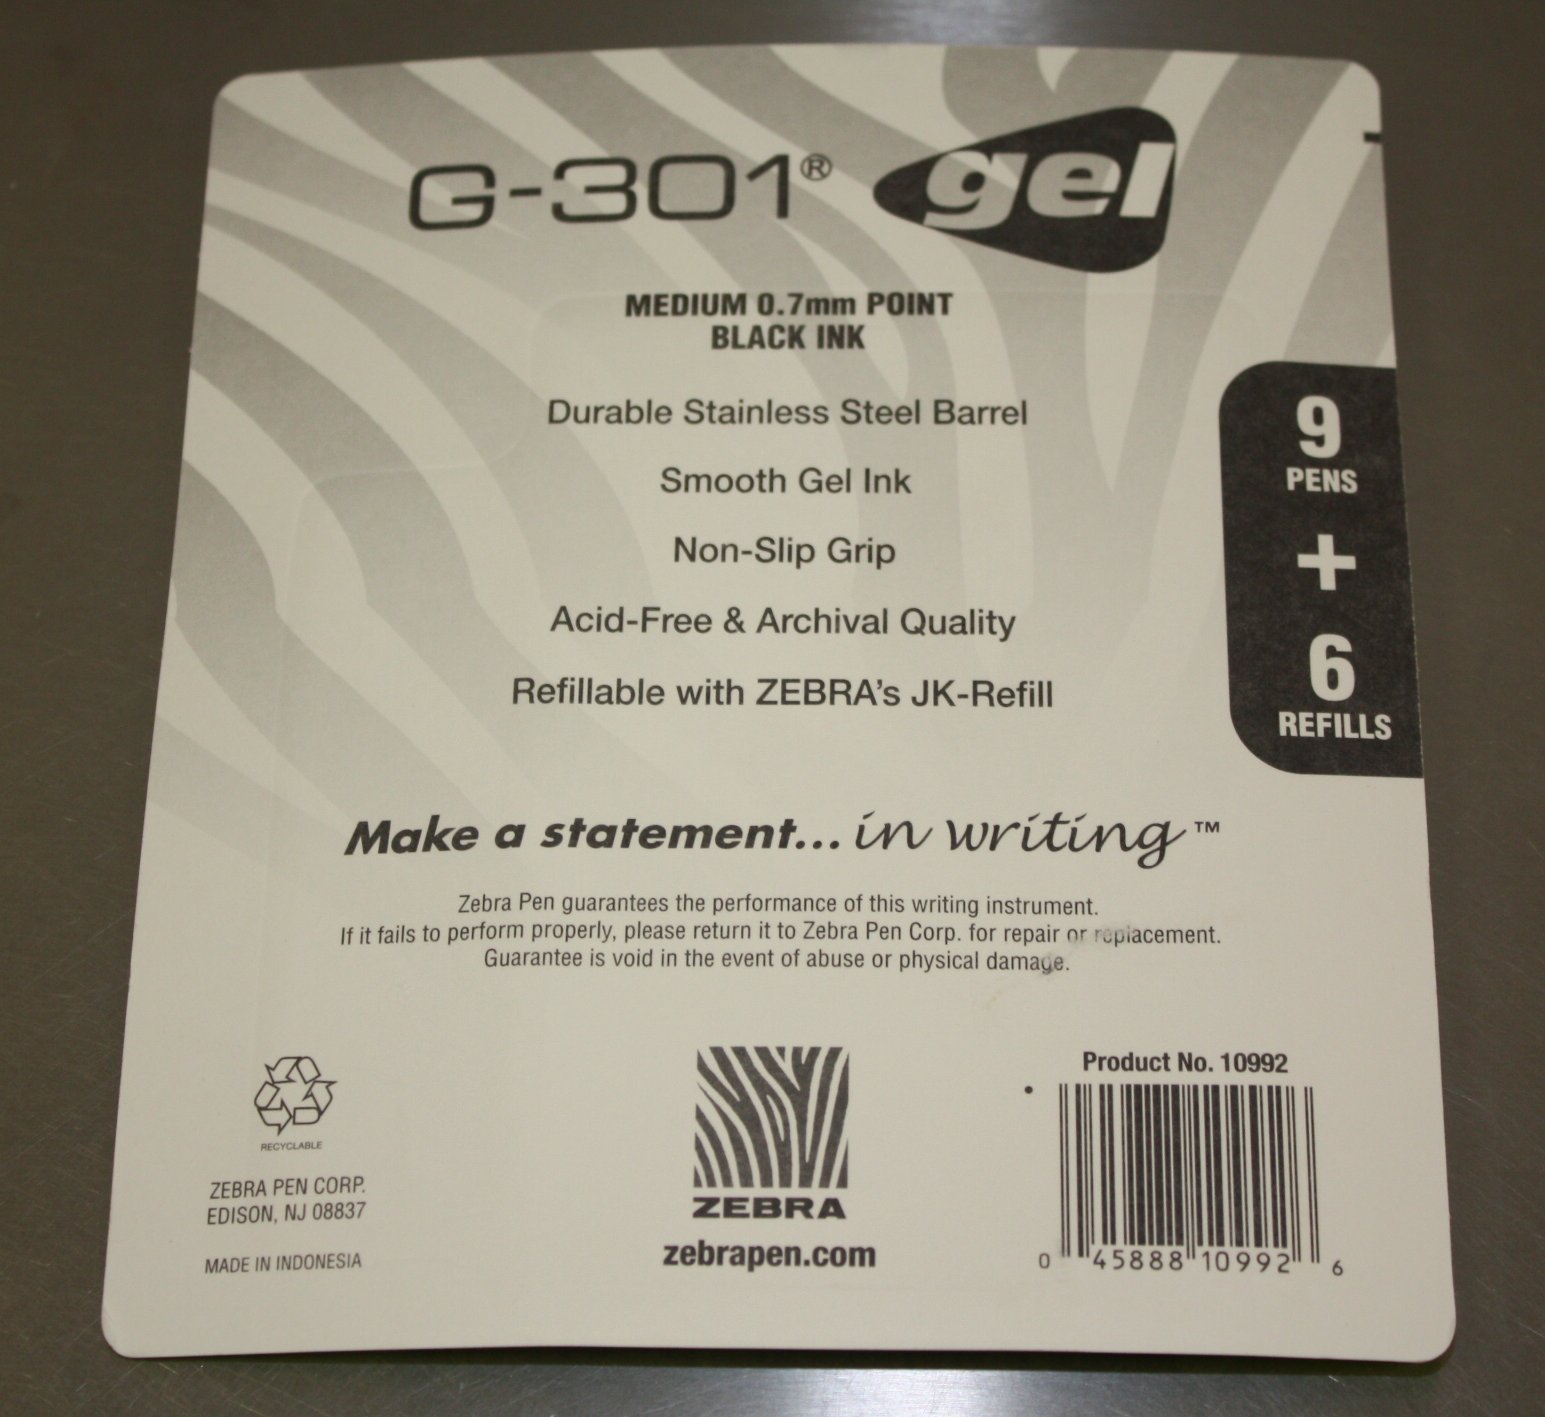 G-301® gel
MEDIUM 0.7mm POINT
BLACK INK
Durable Stainless Steel Barrel
Smooth Gel Ink
Non-Slip Grip
Acid-Free & Archival Quality
Refillable with ZEBRA's JK-Refill
9
PENS
+
6
REFILLS
Make a statement... in writing™
Zebra Pen guarantees the performance of this writing instrument.
If it fails to perform properly, please return it to Zebra Pen Corp. for repair or replacement.
Guarantee is void in the event of abuse or physical damage.
RECYCLABLE
ZEBRA PEN CORP.
EDISON, NJ 08837
MADE IN INDONESIA
ZEBRA
zebrapen.com
Product No. 10992
0 45888 10992 6